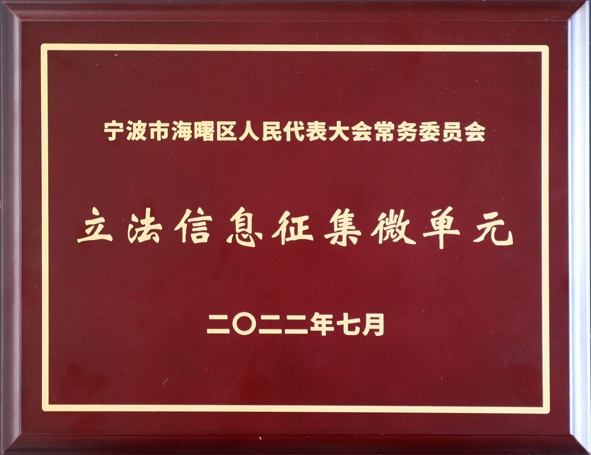 宁波市海曙区人民代表大会常务委员会
立法信息征集微单元
二〇二二年七月